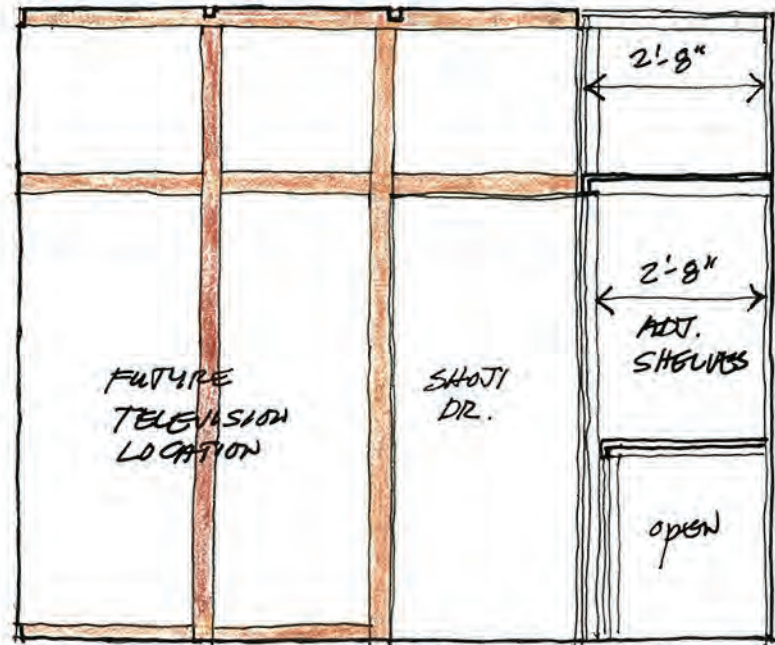 2'-8"
2'-8"
ADJ.
SHELVES
FUTURE
TELEVISION
LOCATION
SHOJI
DR.
OPEN